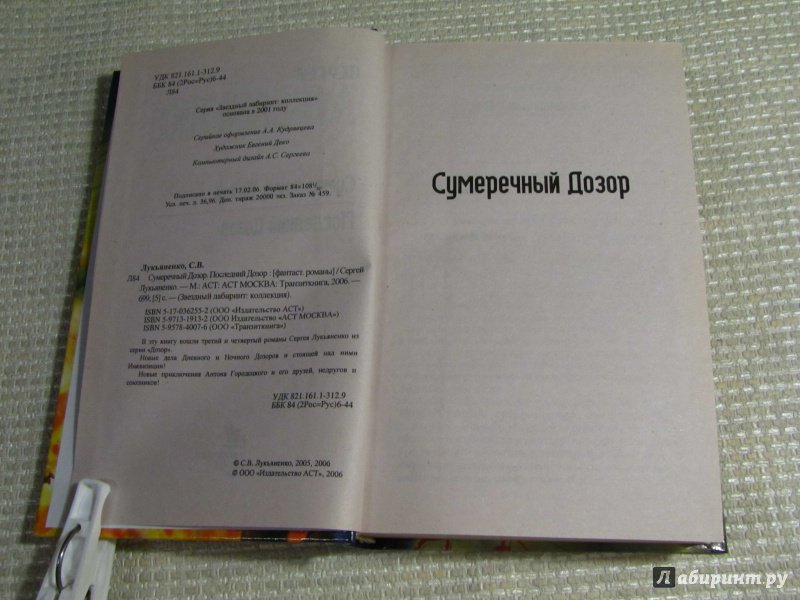 УДК 821.161.1-312.9
ББК 84 (2Рос=Рус)6-44
Л84
Серия «Звездный лабиринт: коллекция»
основана в 2001 году
Серийное оформление А.А. Кудрявцева
Художник Евгений Деко
Компьютерный дизайн А.С. Сергеева
Подписано в печать 17.02.06. Формат 84×108 1/32
Усл. печ. л. 36,96. Доп. тираж 20000 экз. Заказ № 459.
Лукьяненко, С.В.
Л84 Сумеречный Дозор. Последний Дозор : [фантаст. романы] / Сергей
Лукьяненко. — М.: АСТ: АСТ МОСКВА: Транзиткнига, 2006. —
699, [5] с. — (Звездный лабиринт: коллекция).
ISBN 5-17-036255-2 (ООО «Издательство АСТ»)
ISBN 5-9713-1913-2 (ООО Издательство «АСТ МОСКВА»)
ISBN 5-9578-4007-6 (ООО «Транзиткнига»)
В эту книгу вошли третий и четвертый романы Сергея Лукьяненко из
серии «Дозор».
Новые дела Дневного и Ночного Дозоров и стоящей над ними
Инквизиции!
Новые приключения Антона Городецкого и его друзей, недругов и
союзников!
УДК 821.161.1-312.9
ББК 84 (2Рос=Рус)6-44
© С.В. Лукьяненко, 2005, 2006
© ООО «Издательство АСТ», 2006
Сумеречный Дозор
Лабиринт.ру